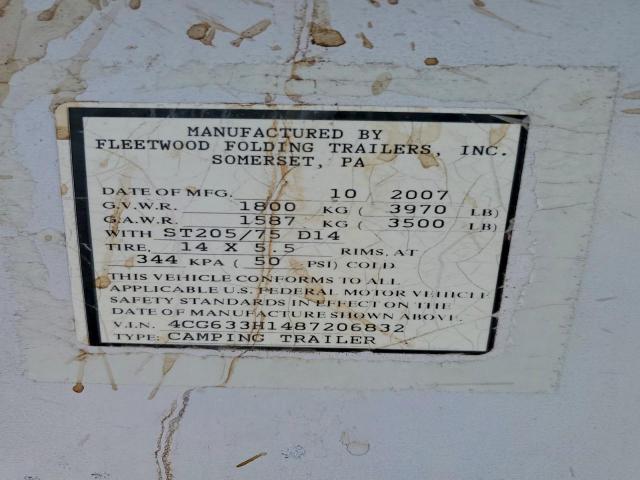 MANUFACTURED BY
FLEETWOOD FOLDING TRAILERS, INC.
SOMERSET, PA
DATE OF MFG. 10 2007
G.V.W.R. 1800 KG ( 3970 LB)
G.A.W.R. 1587 KG ( 3500 LB)
WITH ST205/75 D14
TIRE, 14 X 5.5 RIMS, AT
344 KPA ( 50 PSI) COLD
THIS VEHICLE CONFORMS TO ALL
APPLICABLE U.S. FEDERAL MOTOR VEHICLE
SAFETY STANDARDS IN EFFECT ON THE
DATE OF MANUFACTURE SHOWN ABOVE.
V.I.N. 4CG633H1487206832
TYPE: CAMPING TRAILER